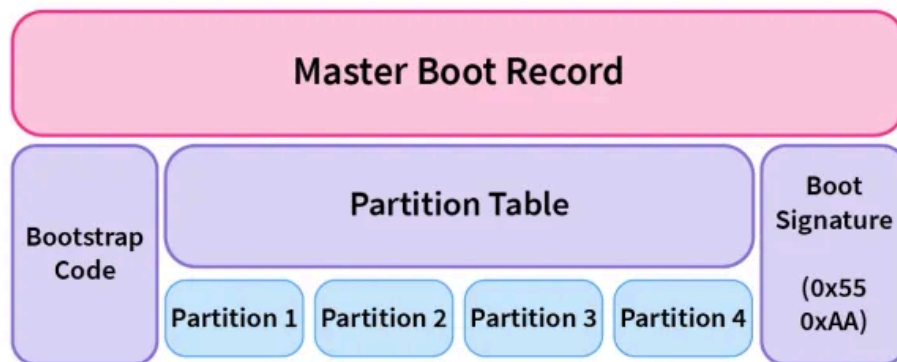 Master Boot Record
Bootstrap
Code
Partition Table
Partition 1
Partition 2
Partition 3
Partition 4
Boot
Signature
(0x55
0xAA)